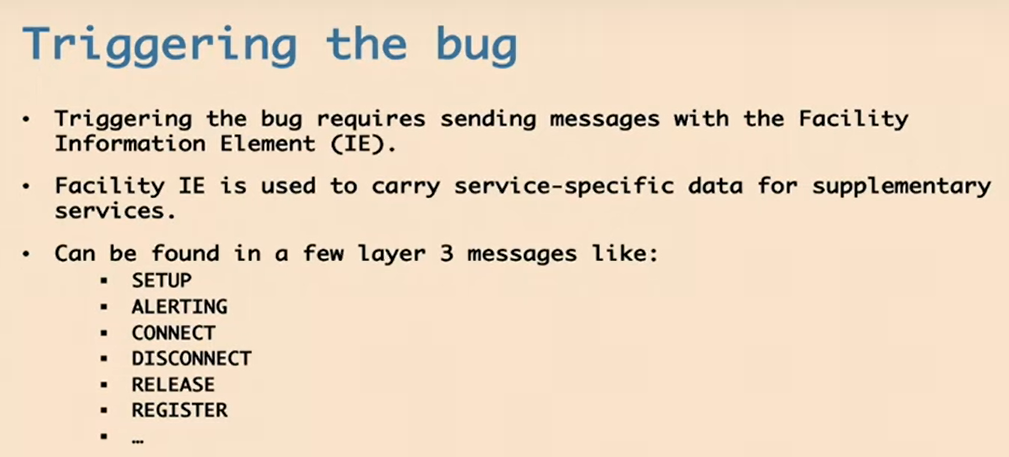 Triggering the bug
• Triggering the bug requires sending messages with the Facility
Information Element (IE).
• Facility IE is used to carry service-specific data for supplementary
services.
• Can be found in a few layer 3 messages like:
▪ SETUP
▪ ALERTING
▪ CONNECT
▪ DISCONNECT
▪ RELEASE
▪ REGISTER
▪ …